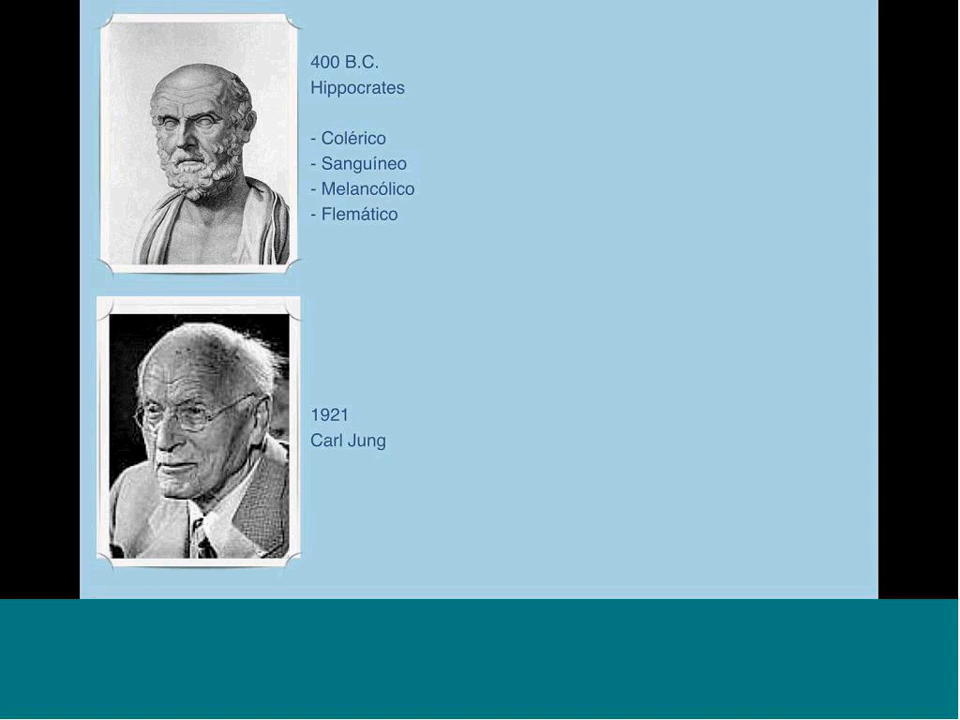 400 B.C.
Hippocrates
- Colérico
- Sanguíneo
- Melancólico
- Flemático
1921
Carl Jung